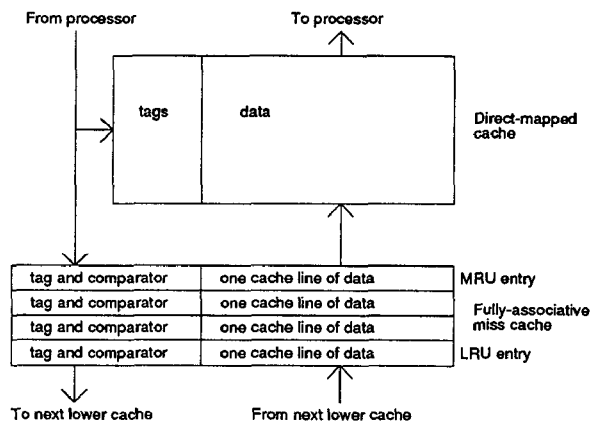 From processor
To processor
tags
data
Direct-mapped
cache
tag and comparator
one cache line of data
MRU entry
tag and comparator
one cache line of data
Fully-associative
miss cache
tag and comparator
one cache line of data
tag and comparator
one cache line of data
LRU entry
To next lower cache
From next lower cache